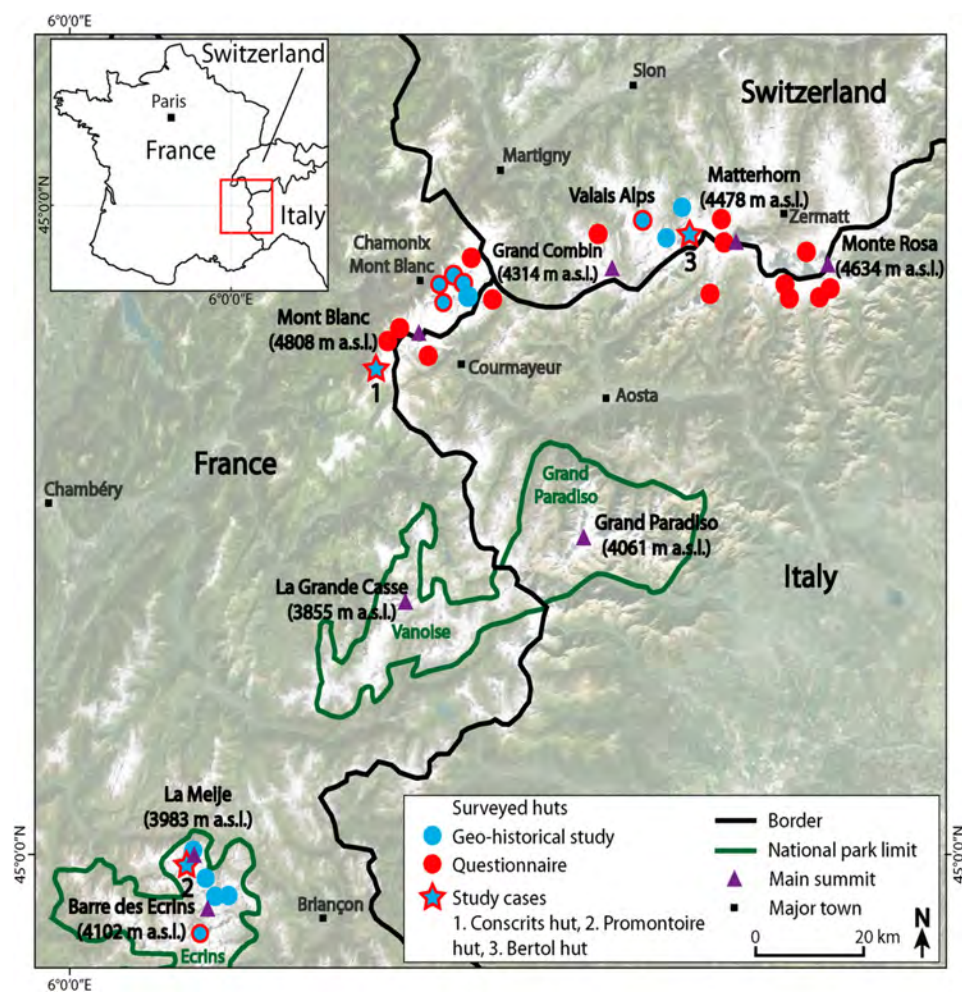 6°0'0"E
Switzerland
Paris
France
Italy
45°0'0"N
6°0'0"E
Sion
Switzerland
Martigny
Matterhorn
(4478 m a.s.l.)
Valais Alps
Zermatt
Chamonix
Mont Blanc
Grand Combin
(4314 m a.s.l.)
3
Monte Rosa
(4634 m a.s.l.)
Mont Blanc
(4808 m a.s.l.)
1
Courmayeur
Aosta
France
Chambéry
Grand
Paradiso
Grand Paradiso
(4061 m a.s.l.)
Italy
La Grande Casse
(3855 m a.s.l.)
Vanoise
La Meije
(3983 m a.s.l.)
2
Barre des Ecrins
(4102 m a.s.l.)
Ecrins
Briançon
45°0'0"N
45°0'0"N
Surveyed huts
Geo-historical study
Questionnaire
Study cases
1. Conscrits hut, 2. Promontoire
hut, 3. Bertol hut
Border
National park limit
Main summit
Major town
0 20 km
N
6°0'0"E